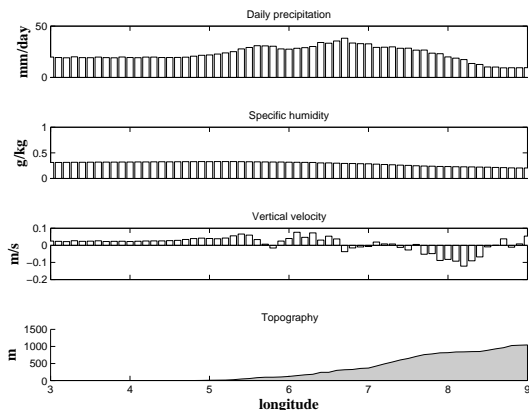 Daily precipitation
50
0
mm/day
Specific humidity
1
0.5
0
g/kg
Vertical velocity
0.1
0
−0.1
−0.2
m/s
Topography
1500
1000
500
0
m
3 4 5 6 7 8 9
longitude